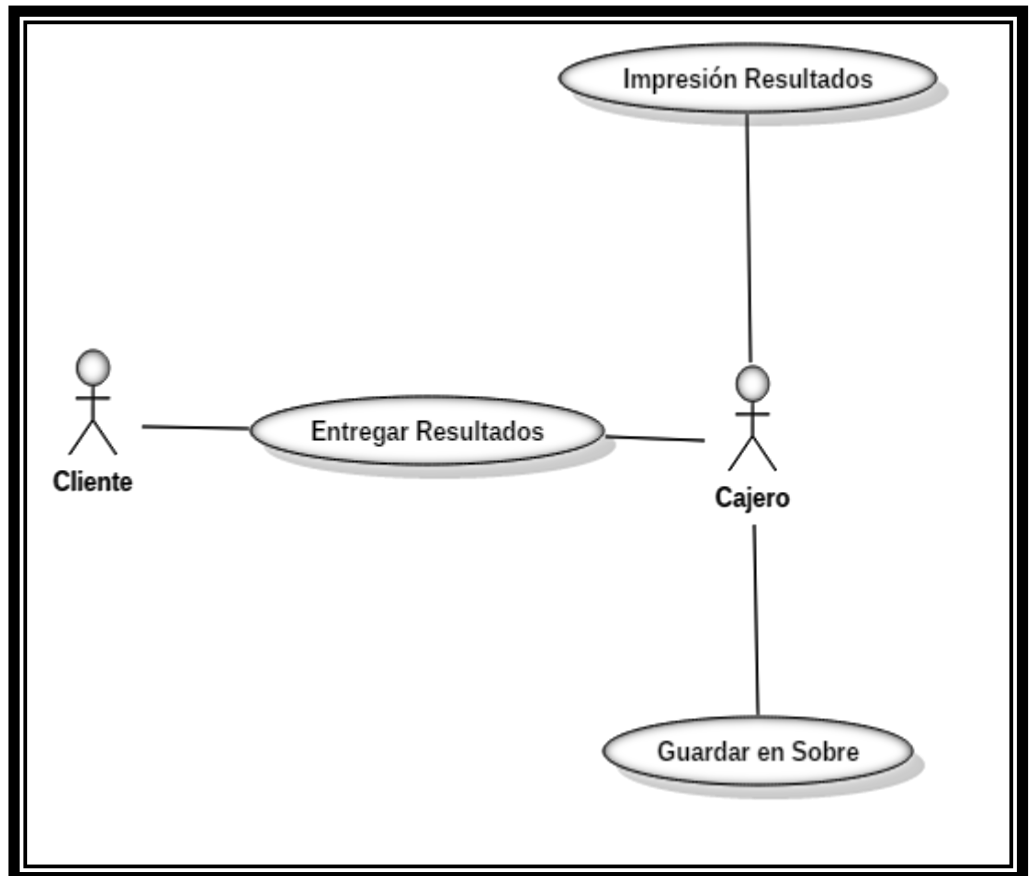 Impresión Resultados
Entregar Resultados
Cliente
Cajero
Guardar en Sobre